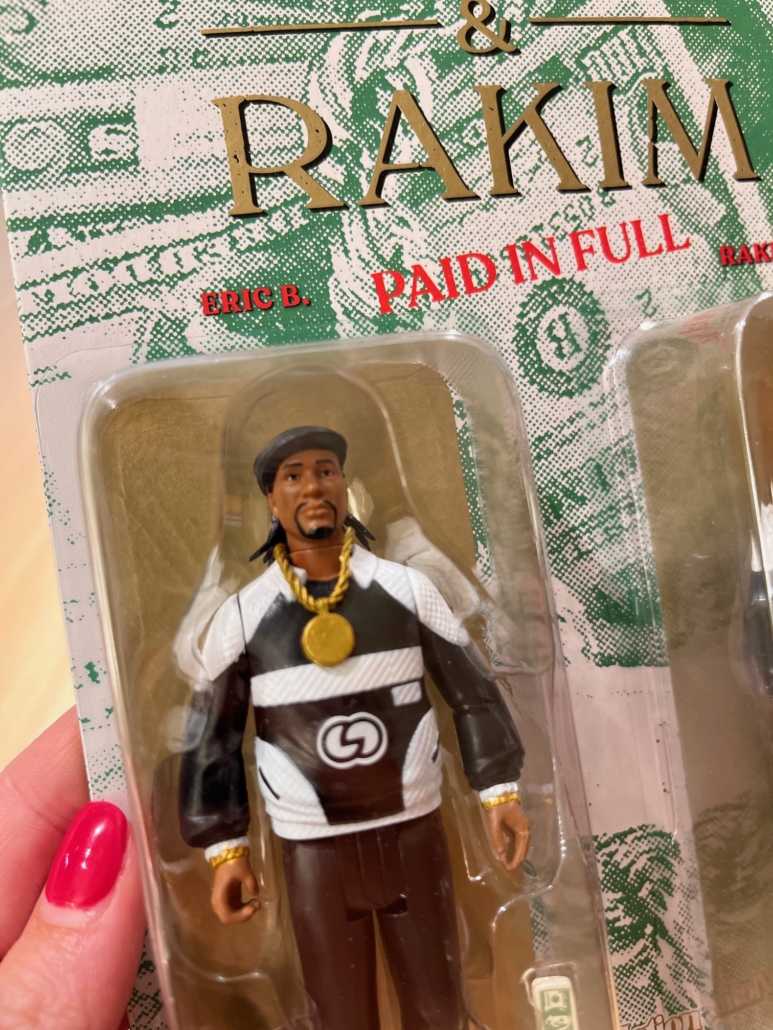 &
RAKIM
PAID IN FULL
ERIC B.